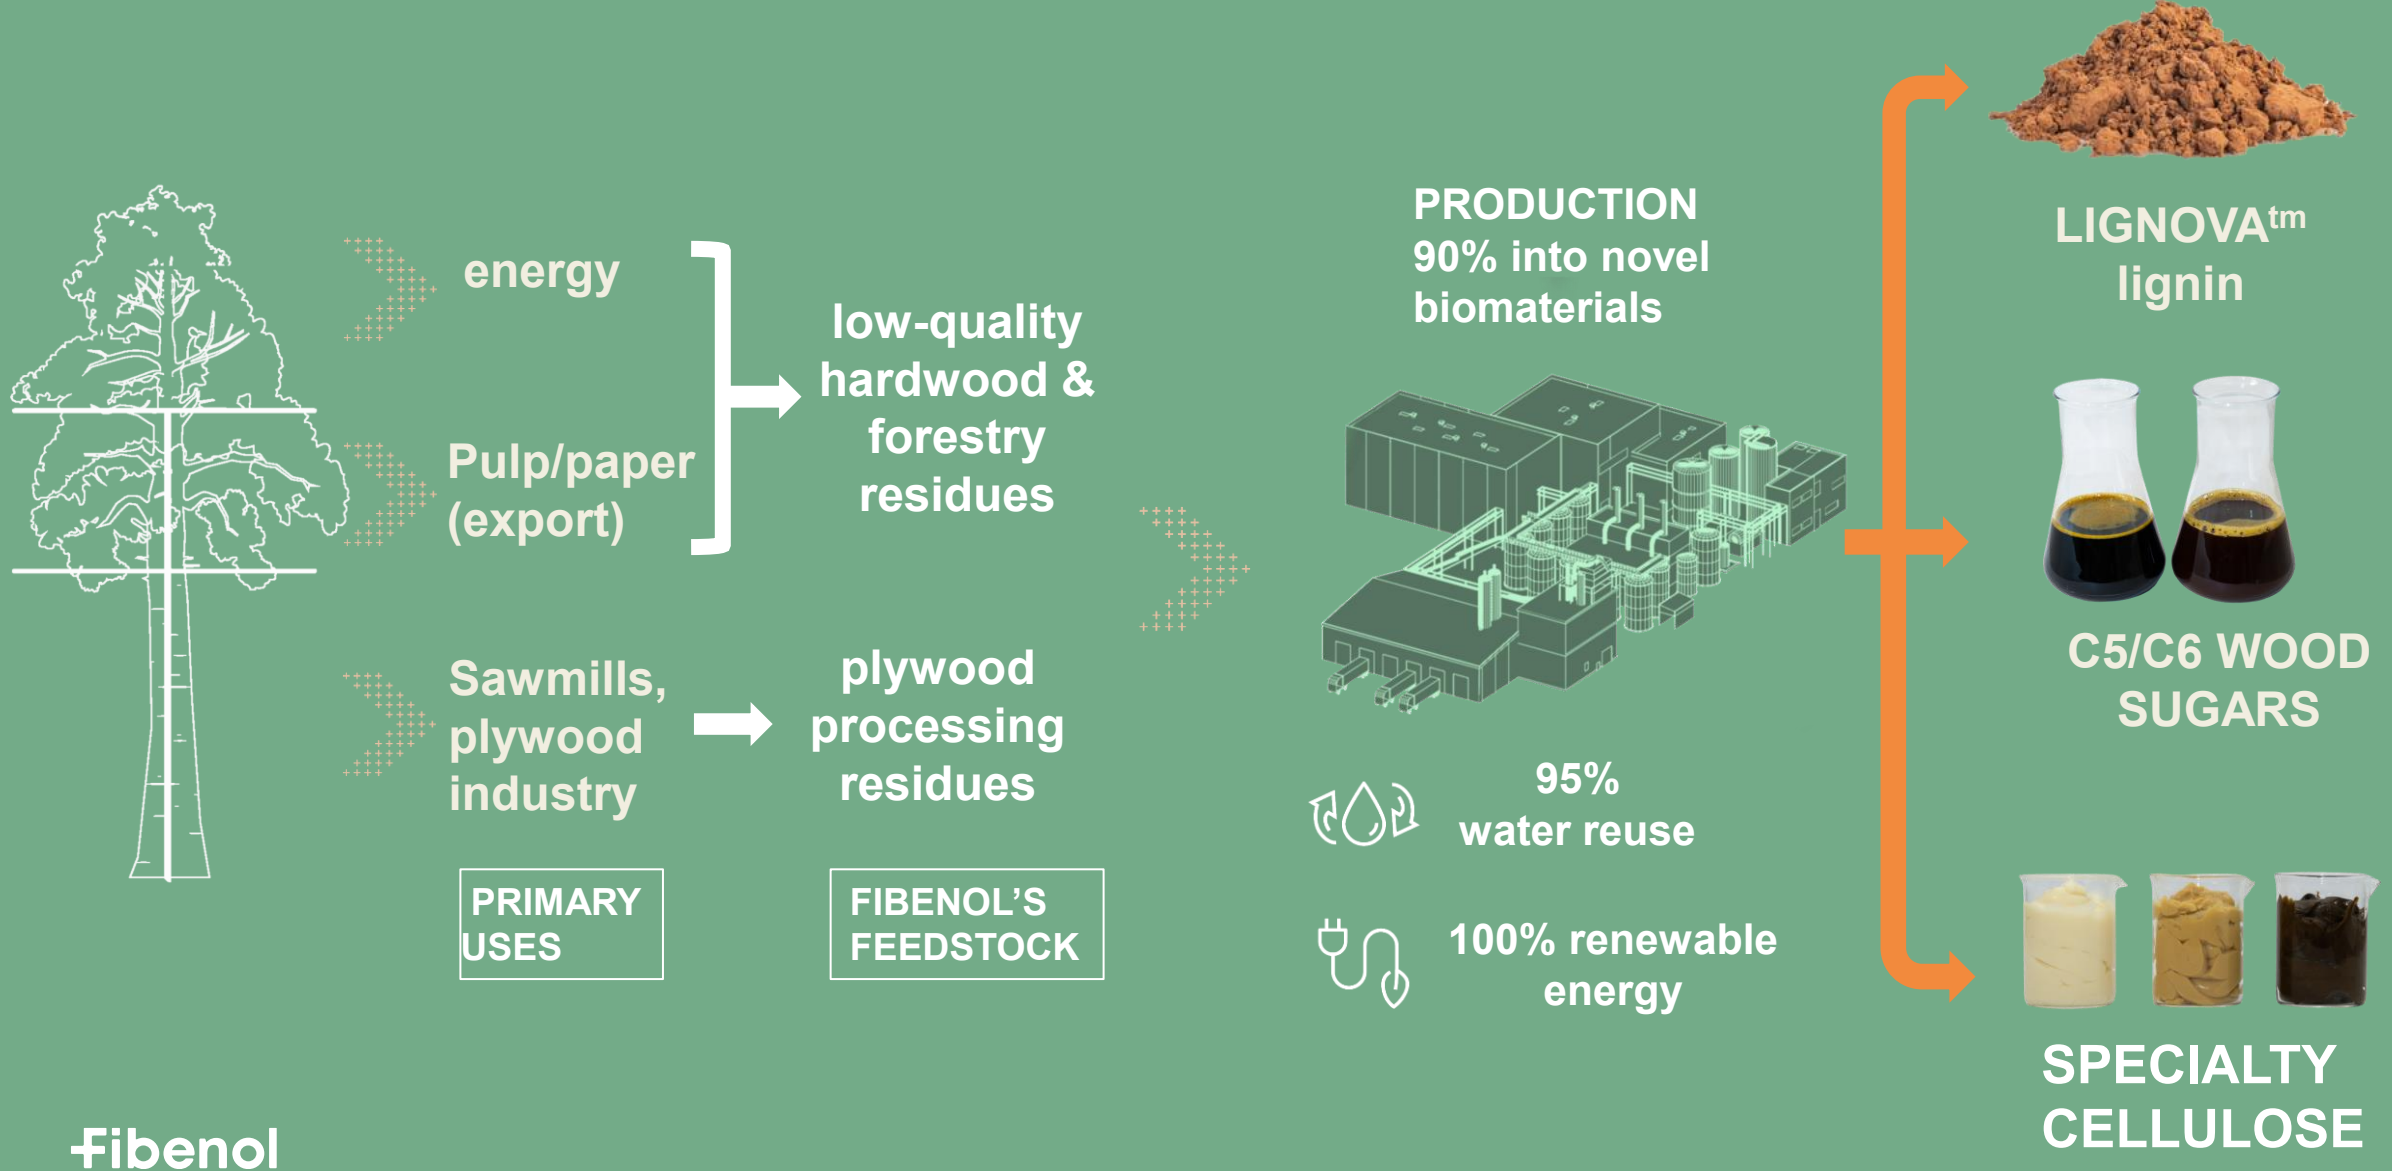 energy
Pulp/paper
(export)
Sawmills,
plywood
industry
PRIMARY
USES
low-quality
hardwood &
forestry
residues
plywood
processing
residues
FIBENOL’S
FEEDSTOCK
PRODUCTION
90% into novel
biomaterials
95%
water reuse
100% renewable
energy
LIGNOVAtm
lignin
C5/C6 WOOD
SUGARS
SPECIALTY
CELLULOSE
Fibenol